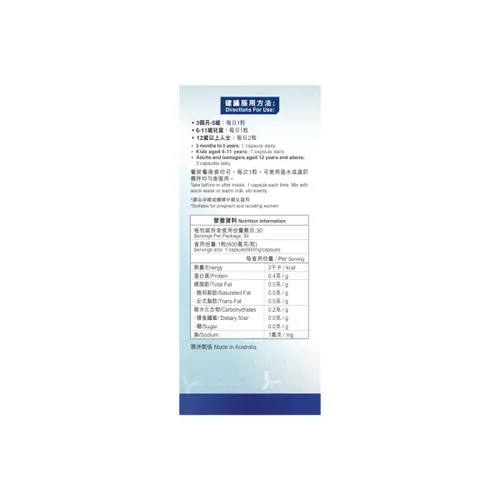 建議服用方法:
Directions For Use:
• 3個月-5歲：每日1粒
• 6-11歲兒童：每日1粒
• 12歲以上人士：每日2粒
• 3 months to 5 years: 1 capsule daily
• Kids aged 6-11 years: 1 capsule daily
• Adults and teenagers aged 12 years and above:
2 capsules daily
餐前餐後食均可，每次1粒，可使用溫水或溫奶
攪拌均勻後服用。
Take before or after meals. 1 capsule each time. Mix with
warm water or warm milk, stir evenly.
*適合孕婦或餵哺中婦女服用
*Suitable for pregnant and lactating women
營養資料 Nutrition Information
每包裝所含食用份量數目:30
Servings Per Package: 30
食用份量:1粒(600毫克/粒)
Servings size: 1 capsule(600mg/capsule)
每食用份量 / Per Serving
熱量/Energy 2千卡 / kcal
蛋白質/Protein 0.4克 / g
總脂肪/Total Fat 0.0克 / g
- 飽和脂肪/Saturated Fat 0.0克 / g
- 反式脂肪/Trans Fat 0.0克 / g
碳水化合物/Carbohydrates 0.2克 / g
- 膳食纖維/ Dietary fiber 0.0克 / g
- 糖/Sugar 0.0克 / g
鈉/Sodium 1毫克 / mg
澳洲製造 Made in Australia